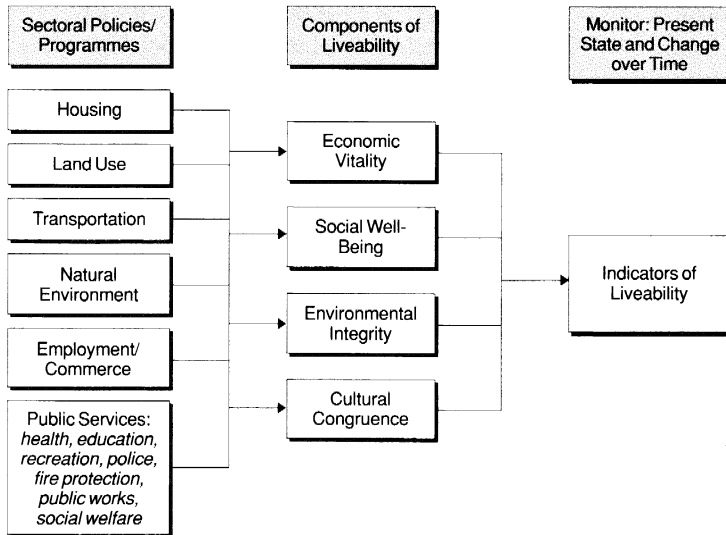 Sectoral Policies/
Programmes
Components of
Liveability
Monitor: Present
State and Change
over Time
Housing
Land Use
Transportation
Natural
Environment
Employment/
Commerce
Public Services:
health, education,
recreation, police,
fire protection,
public works,
social welfare
Economic
Vitality
Social Well-
Being
Environmental
Integrity
Cultural
Congruence
Indicators of
Liveability